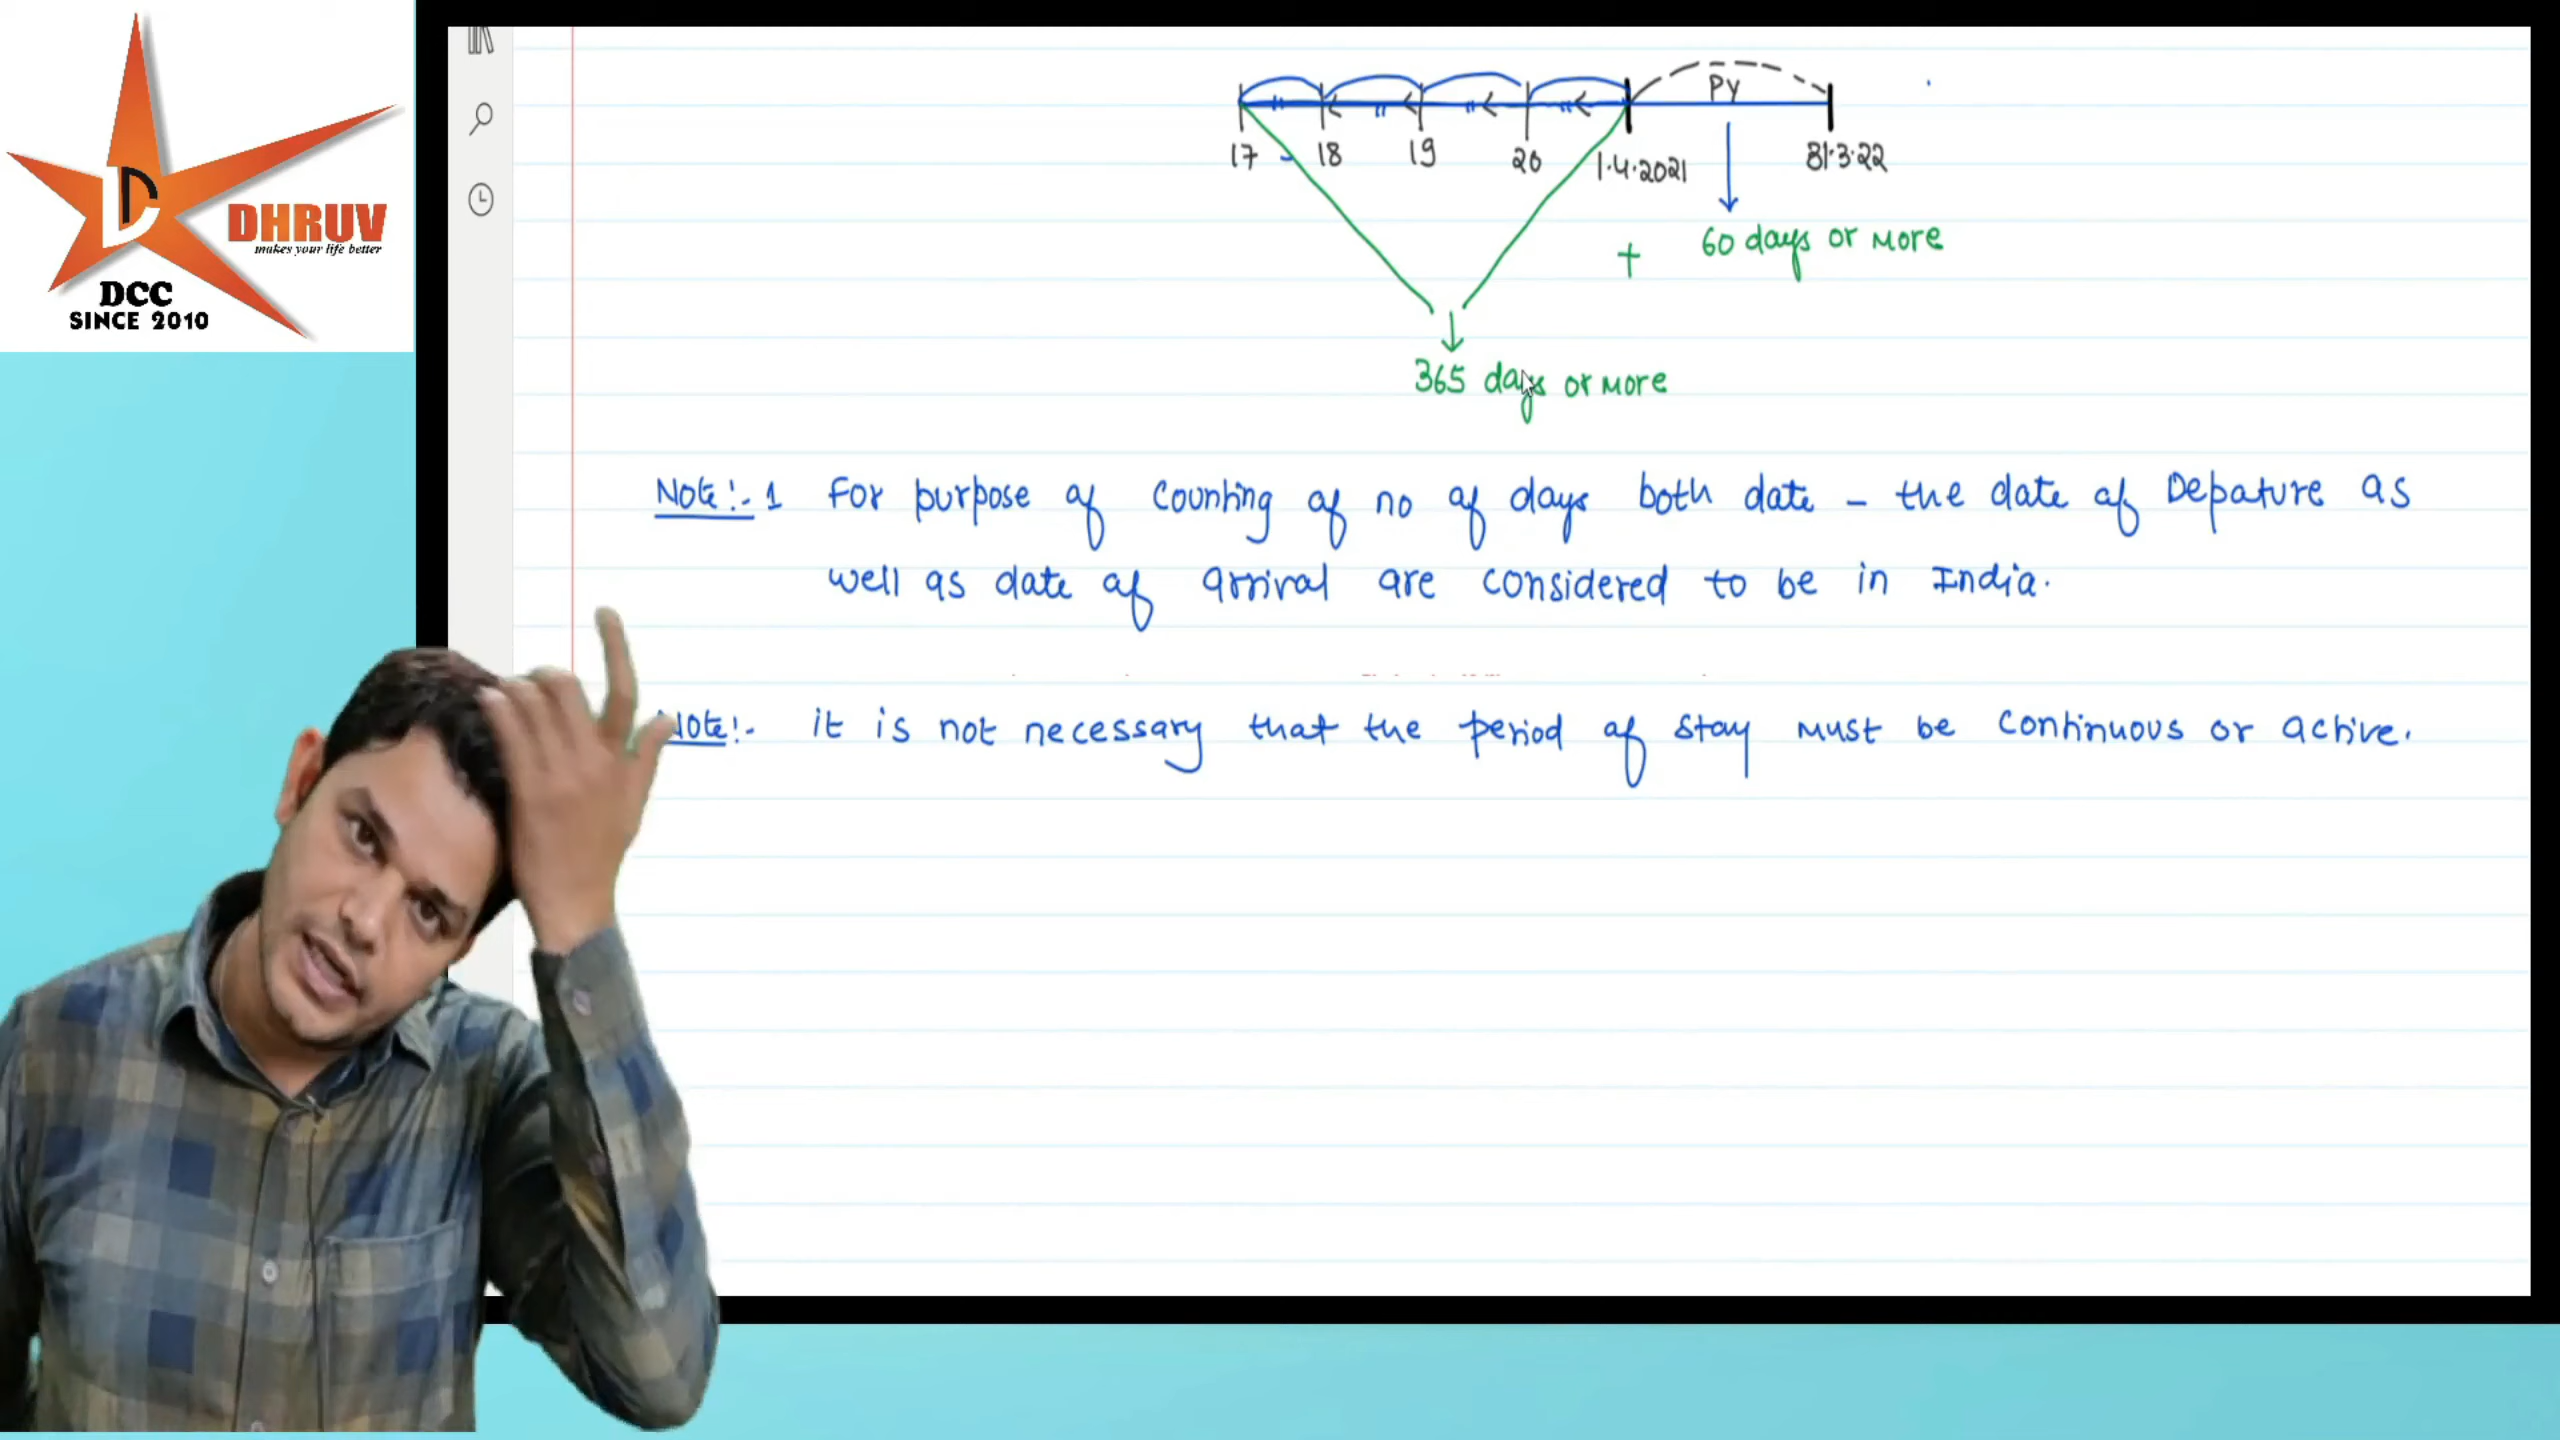 DC
DHRUV
makes your life better
DCC
SINCE 2010
PY
17 18 19 20 1.4.2021 31.3.22
+ 60 days or more
365 days or more
Note:- 1 For purpose of counting of no of days both date - the date of Depature as
well as date of arrival are considered to be in India.
Note:- it is not necessary that the period of stay must be continuous or active.